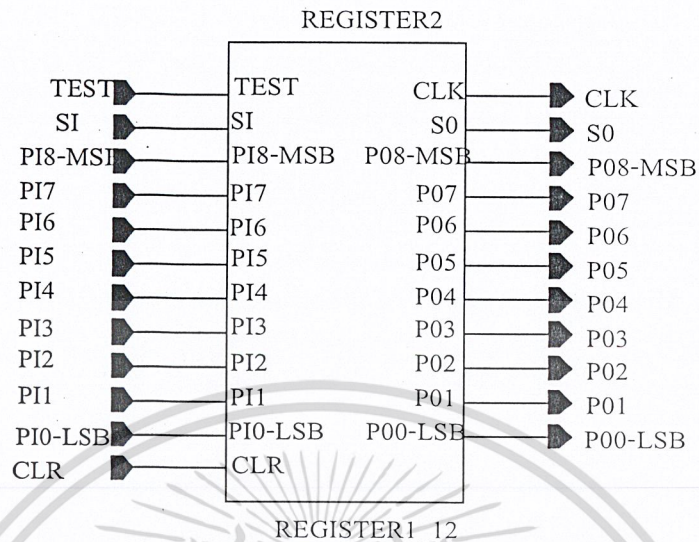 REGISTER2
TEST TEST CLK CLK
SI SI S0 S0
PI8-MSB PI8-MSB P08-MSB P08-MSB
PI7 PI7 P07 P07
PI6 PI6 P06 P06
PI5 PI5 P05 P05
PI4 PI4 P04 P04
PI3 PI3 P03 P03
PI2 PI2 P02 P02
PI1 PI1 P01 P01
PI0-LSB PI0-LSB P00-LSB P00-LSB
CLR CLR
REGISTER1_12